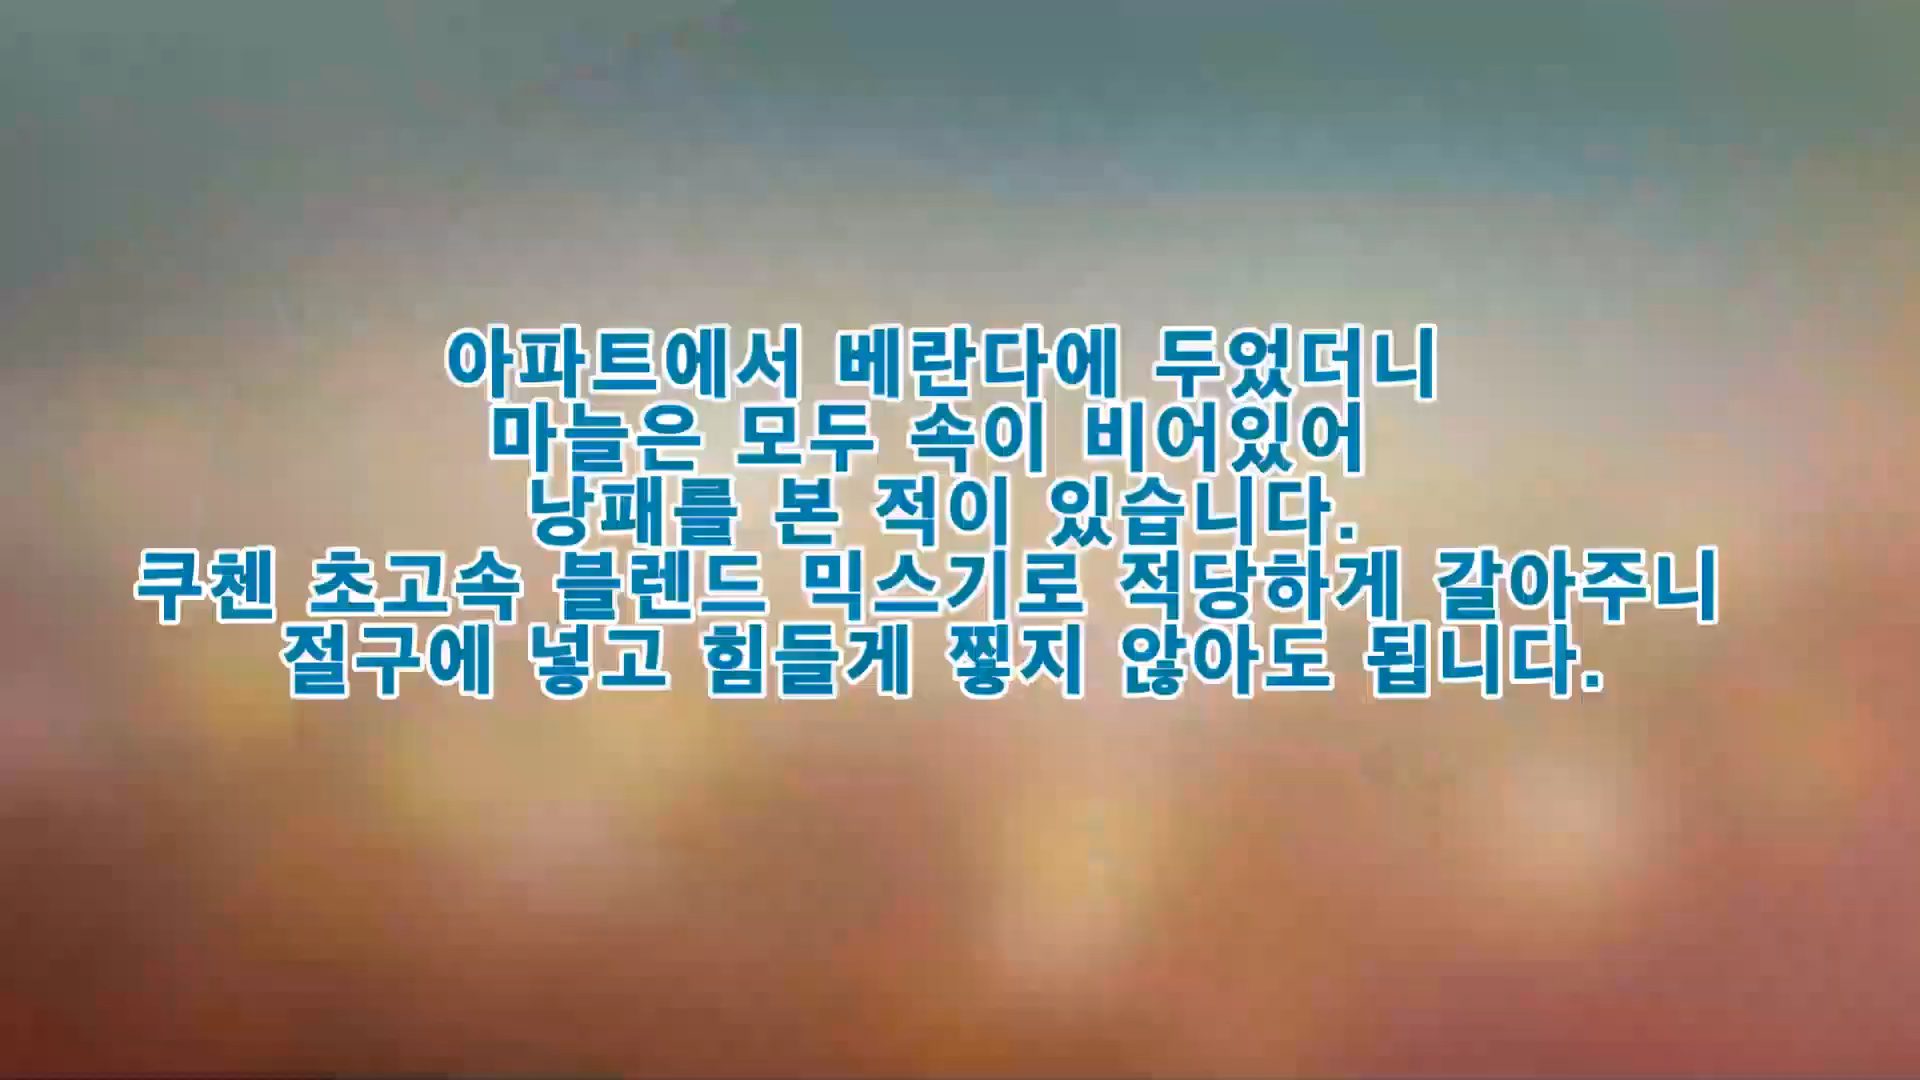 아파트에서 베란다에 두었더니
마늘은 모두 속이 비어있어
낭패를 본 적이 있습니다.
쿠첸 초고속 블렌드 믹스기로 적당하게 갈아주니
절구에 넣고 힘들게 찧지 않아도 됩니다.